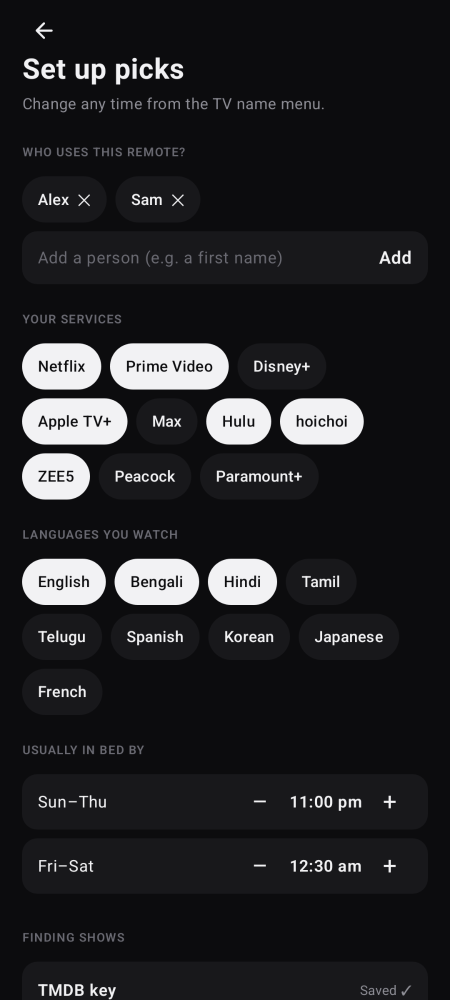 Set up picks
Change any time from the TV name menu.
WHO USES THIS REMOTE?
Alex Sam
Add a person (e.g. a first name) Add
YOUR SERVICES
Netflix Prime Video Disney+
Apple TV+ Max Hulu hoichoi
ZEE5 Peacock Paramount+
LANGUAGES YOU WATCH
English Bengali Hindi Tamil
Telugu Spanish Korean Japanese
French
USUALLY IN BED BY
Sun–Thu − 11:00 pm +
Fri–Sat − 12:30 am +
FINDING SHOWS
TMDB key Saved ✓